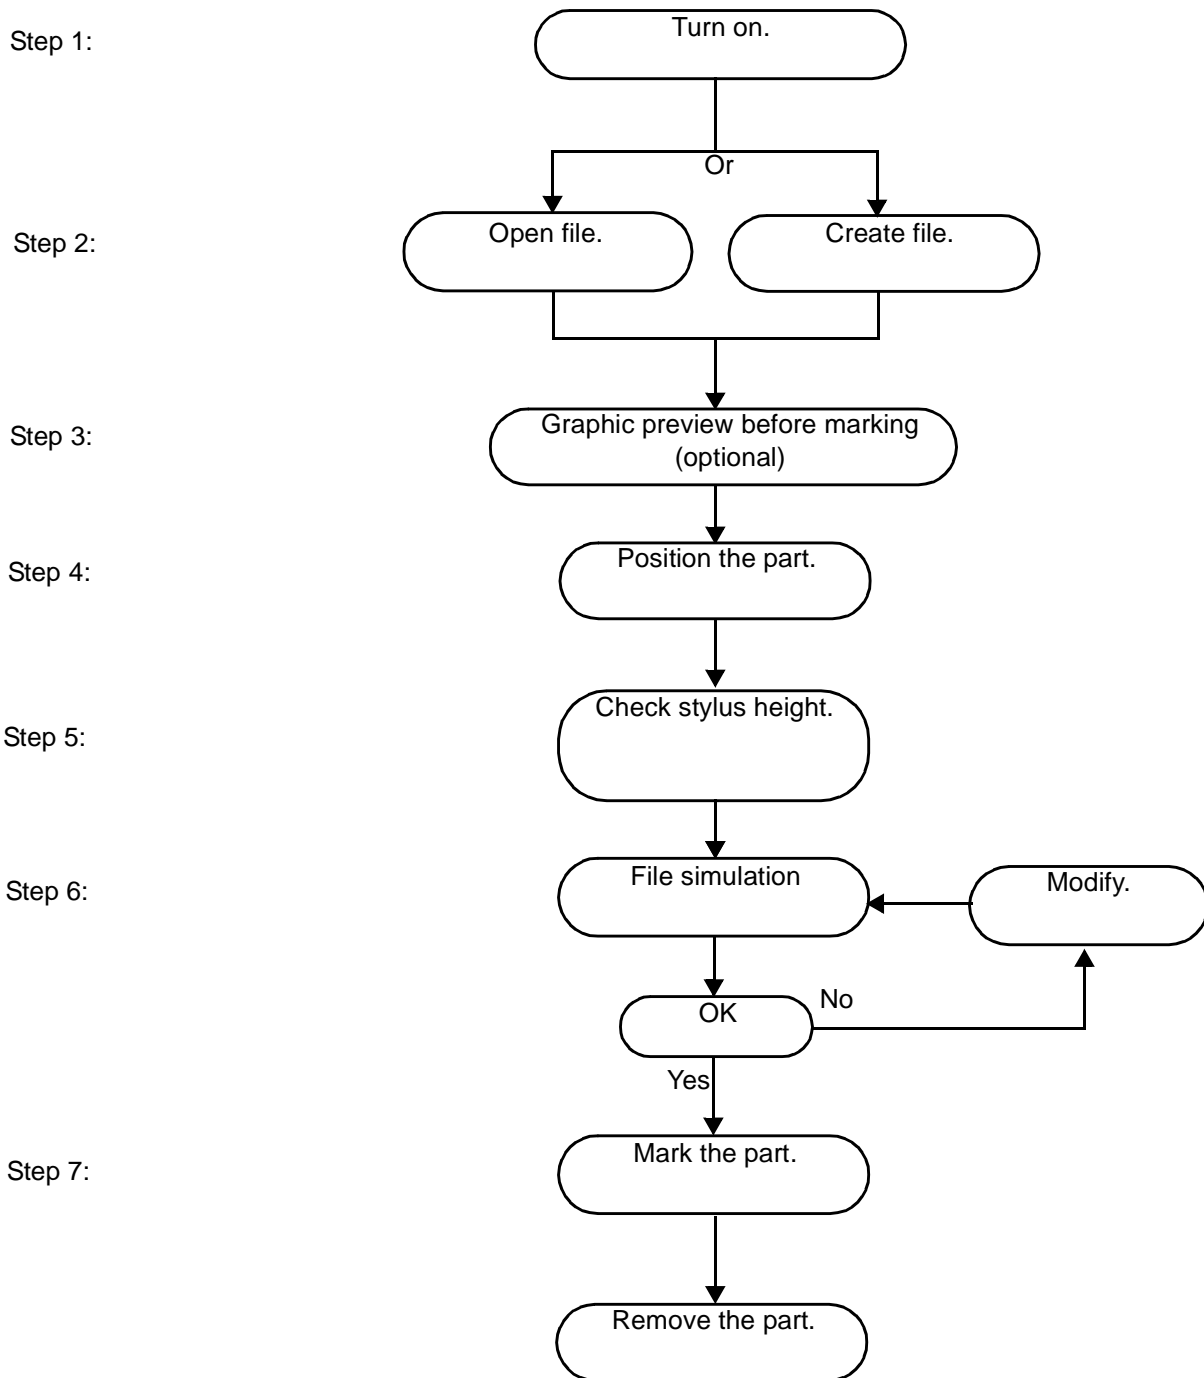 Step 1:
Turn on.
Or
Step 2:
Open file.
Create file.
Step 3:
Graphic preview before marking
(optional)
Step 4:
Position the part.
Step 5:
Check stylus height.
Step 6:
File simulation
Modify.
OK
No
Yes
Step 7:
Mark the part.
Remove the part.